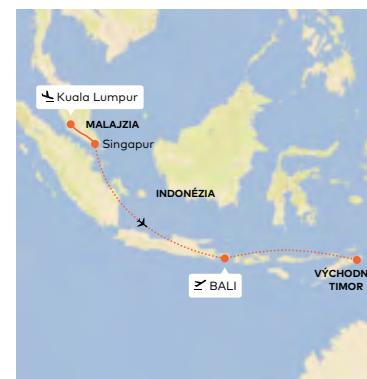 Kuala Lumpur
MALAJZIA
Singapur
INDONÉZIA
VÝCHODN
TIMOR
BALI